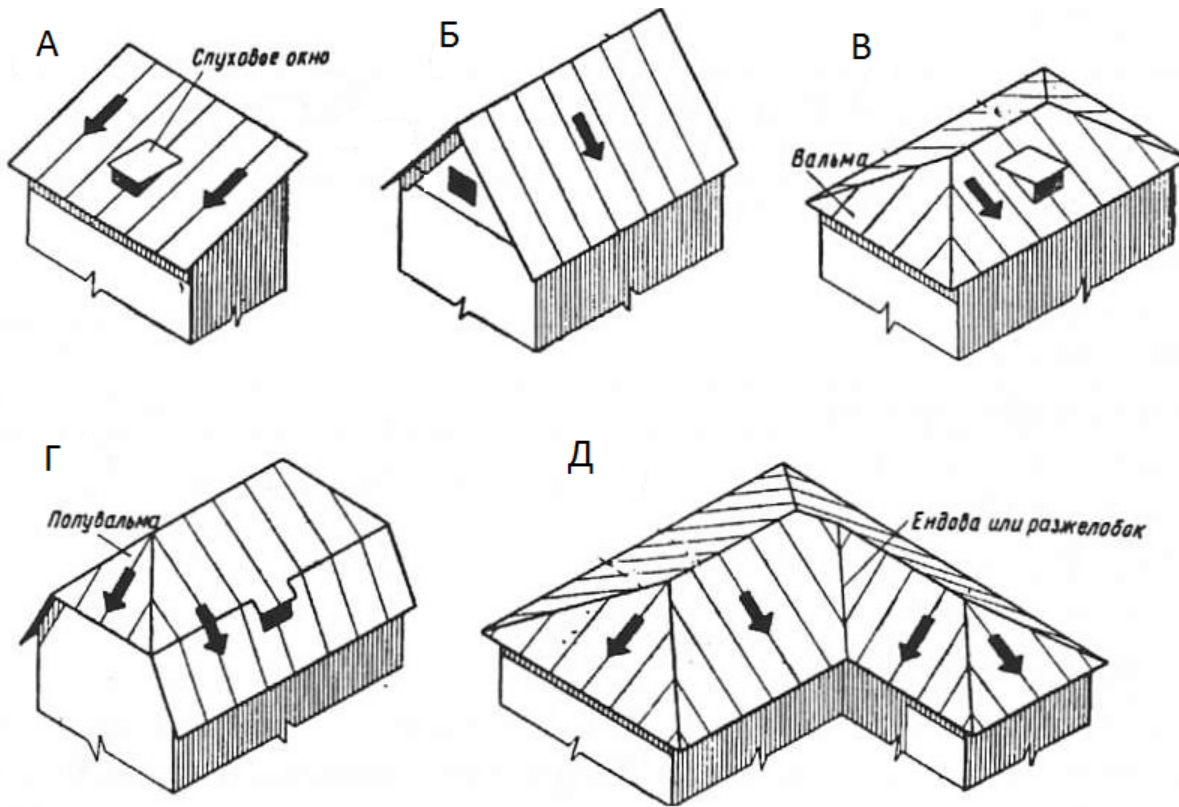 А
Слуховое окно
Б
В
Вальма
Г
Полувальма
Д
Ендова или разжелобок